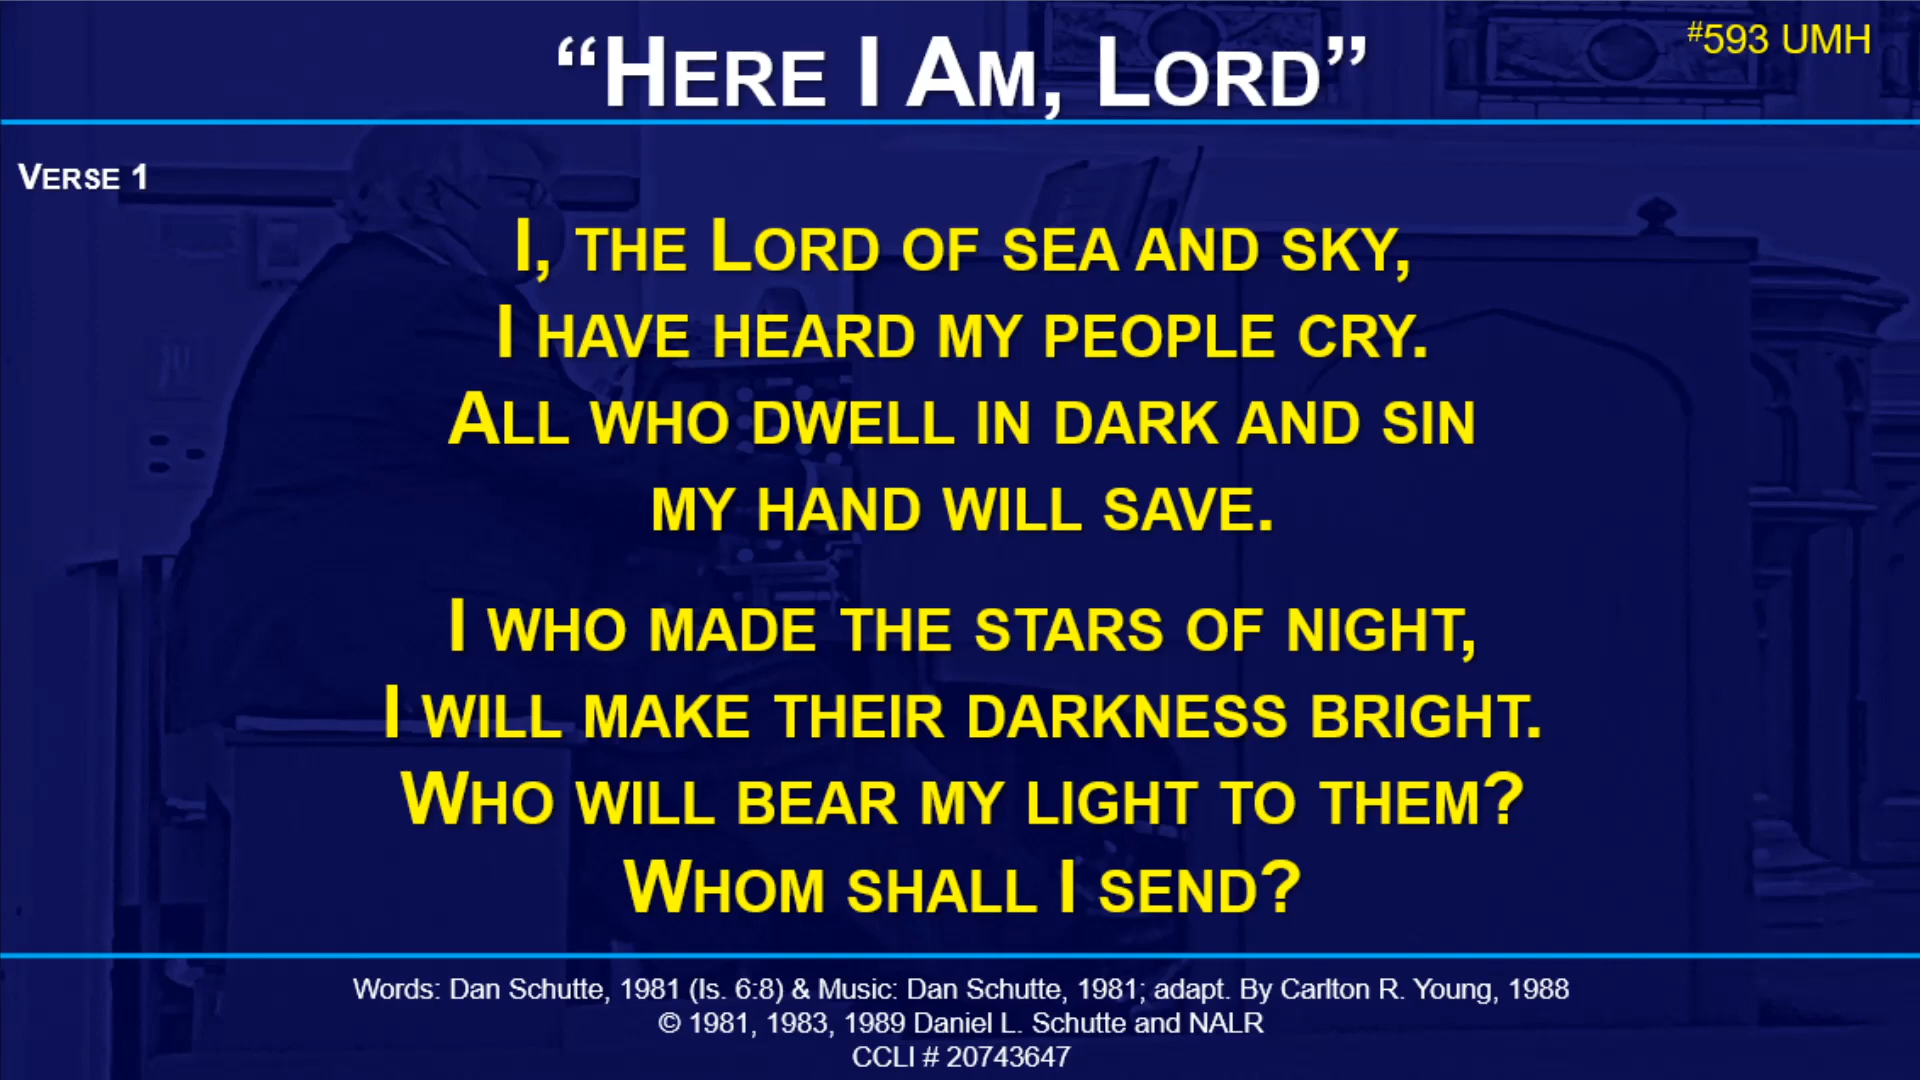 “Here I Am, Lord”
#593 UMH
Verse 1
I, the Lord of sea and sky,
I have heard my people cry.
All who dwell in dark and sin
my hand will save.
I who made the stars of night,
I will make their darkness bright.
Who will bear my light to them?
Whom shall I send?
Words: Dan Schutte, 1981 (Is. 6:8) & Music: Dan Schutte, 1981; adapt. By Carlton R. Young, 1988
© 1981, 1983, 1989 Daniel L. Schutte and NALR
CCLI # 20743647